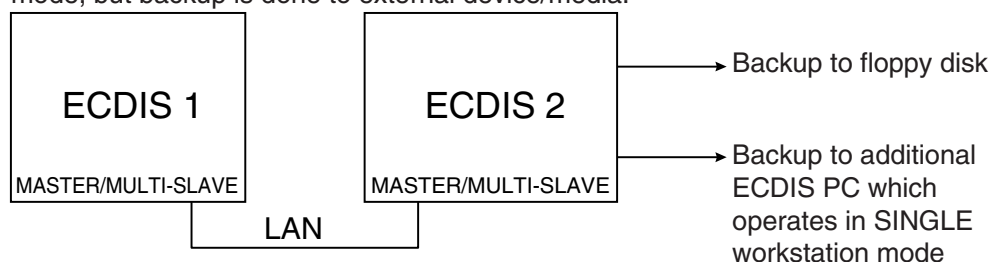 mode, but backup is done to external device/media.
ECDIS 1
MASTER/MULTI-SLAVE
ECDIS 2
MASTER/MULTI-SLAVE
LAN
Backup to floppy disk
Backup to additional
ECDIS PC which
operates in SINGLE
workstation mode